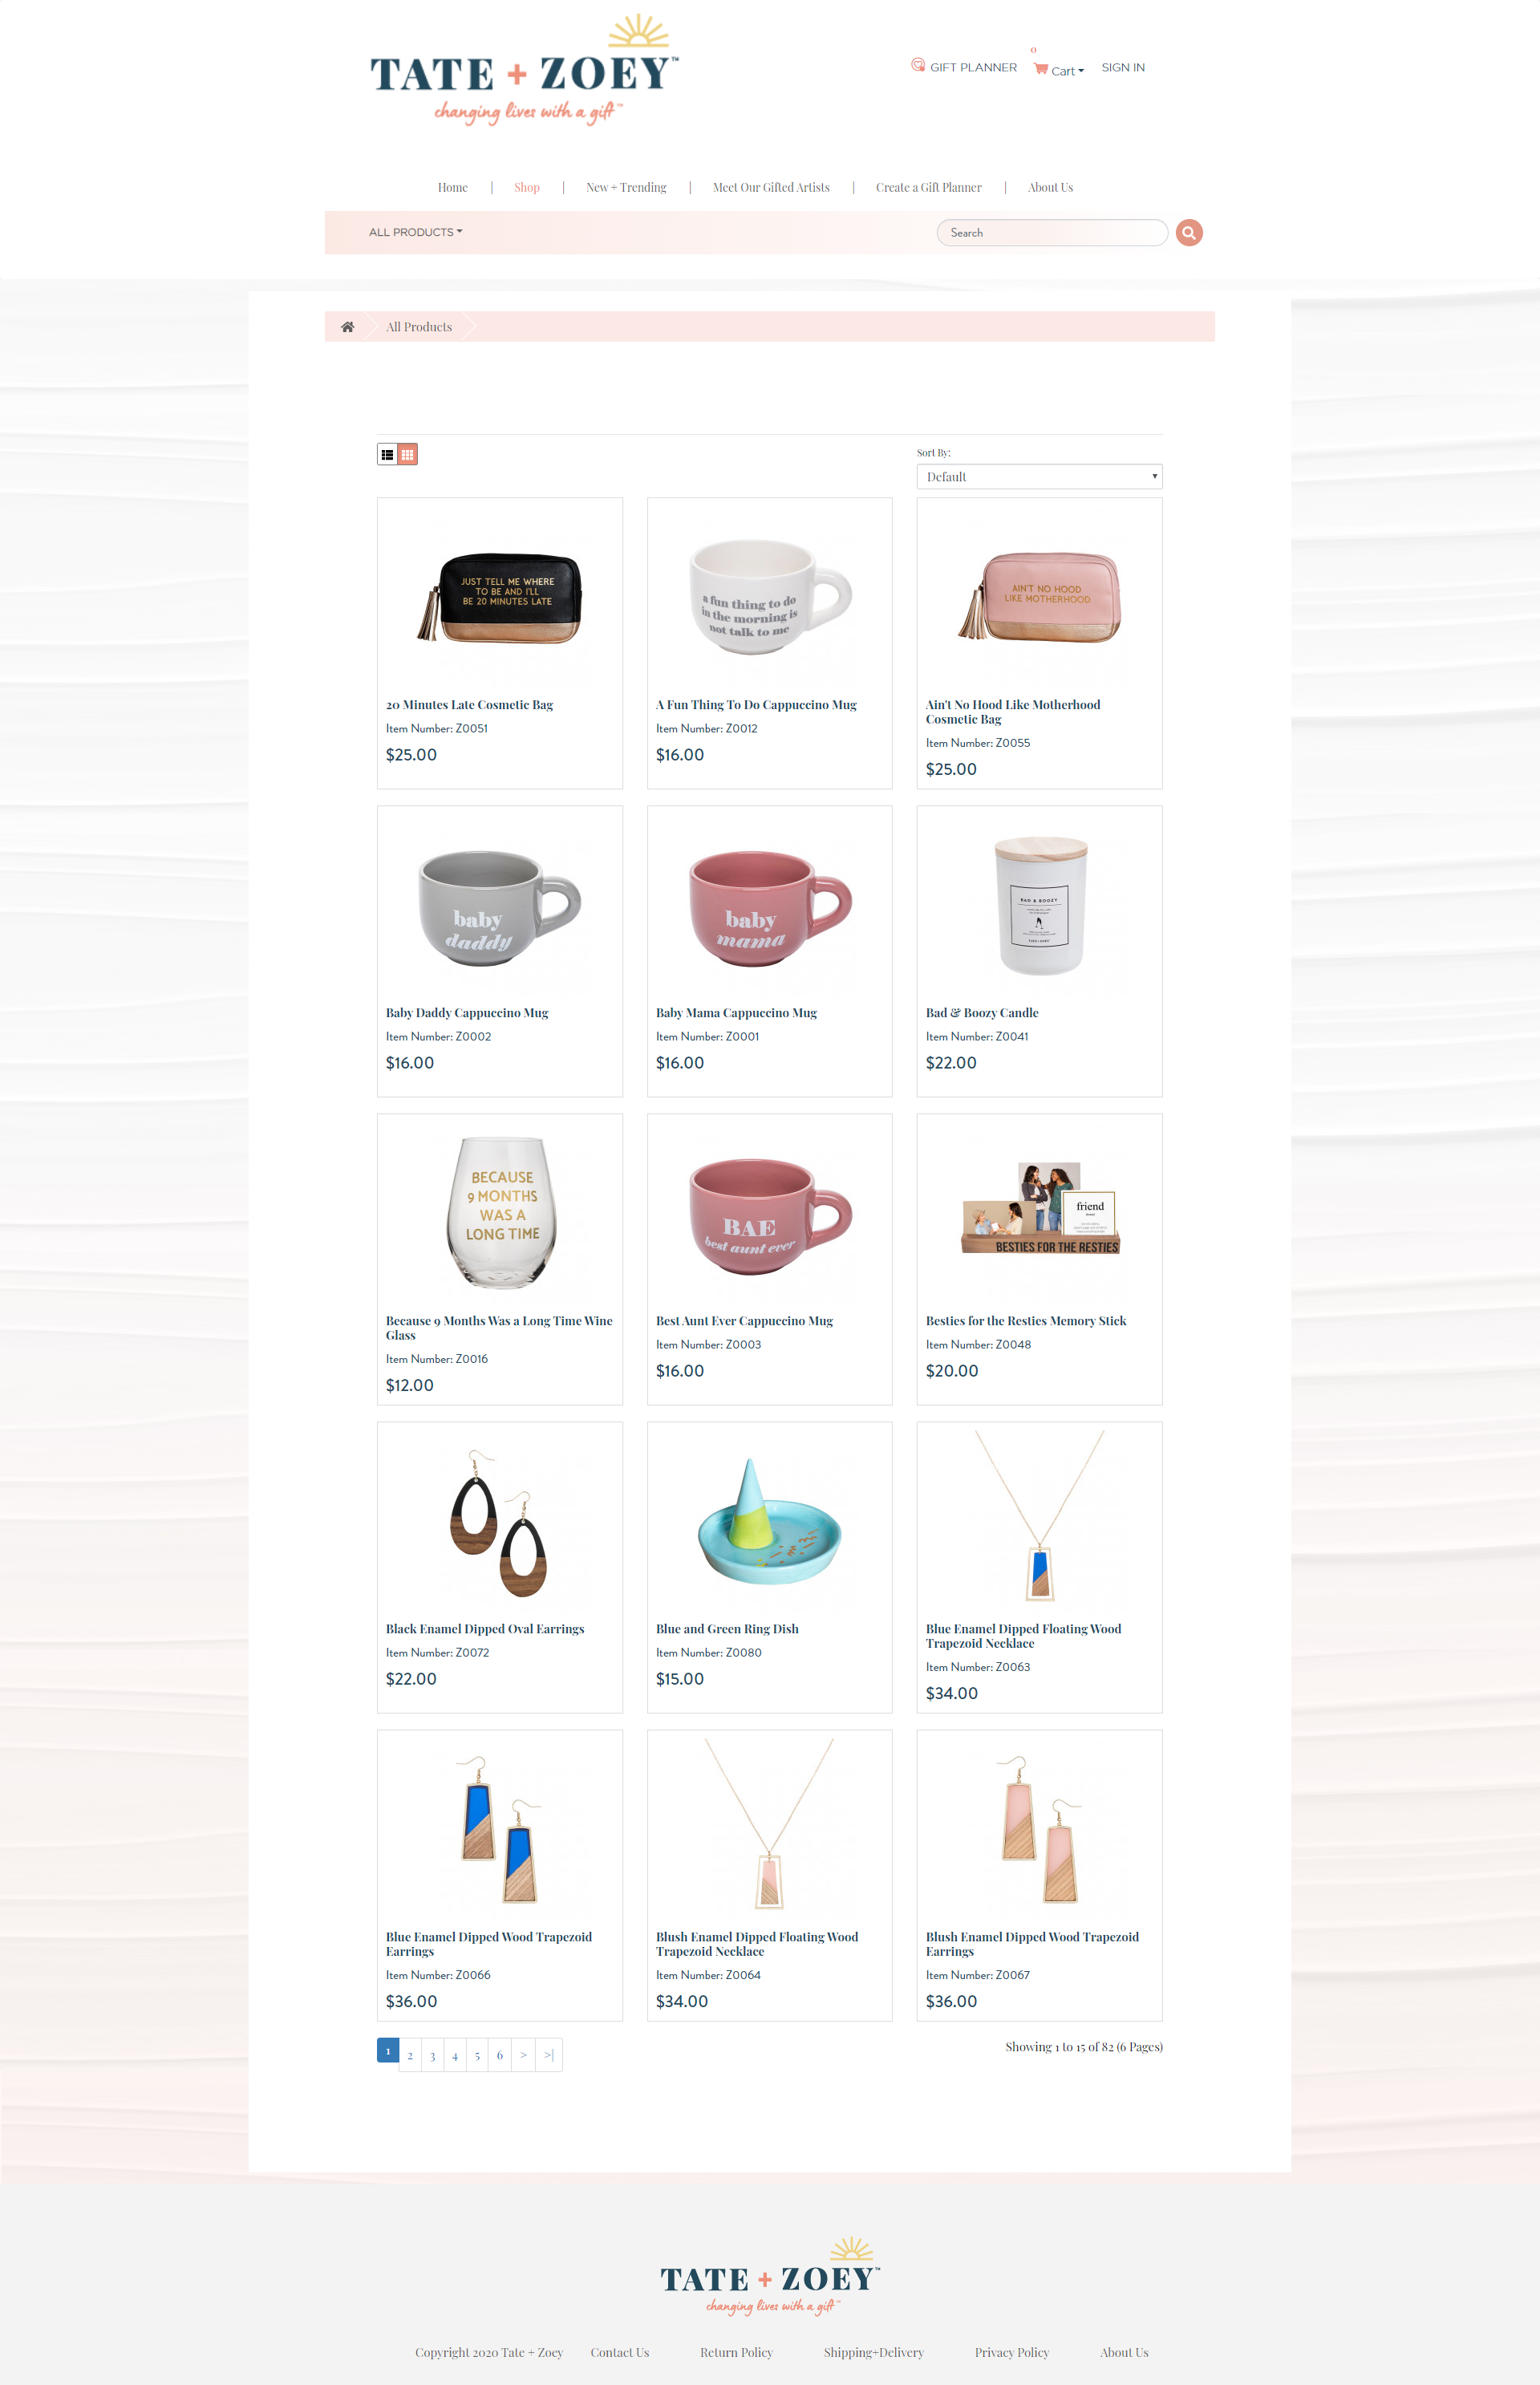 TATE + ZOEY™
changing lives with a gift™
GIFT PLANNER
0
Cart
SIGN IN
Home | Shop | New + Trending | Meet Our Gifted Artists | Create a Gift Planner | About Us
ALL PRODUCTS
Search
All Products
Sort By:
Default
JUST TELL ME WHERE
TO BE AND I'LL
BE 20 MINUTES LATE
20 Minutes Late Cosmetic Bag
Item Number: Z0051
$25.00
a fun thing to do
in the morning is
not talk to me
A Fun Thing To Do Cappuccino Mug
Item Number: Z0012
$16.00
AIN'T NO HOOD
LIKE MOTHERHOOD
Ain't No Hood Like Motherhood
Cosmetic Bag
Item Number: Z0055
$25.00
baby
daddy
Baby Daddy Cappuccino Mug
Item Number: Z0002
$16.00
baby
mama
Baby Mama Cappuccino Mug
Item Number: Z0001
$16.00
BAD & BOOZY
Bad & Boozy Candle
Item Number: Z0041
$22.00
BECAUSE
9 MONTHS
WAS A
LONG TIME
Because 9 Months Was a Long Time Wine
Glass
Item Number: Z0016
$12.00
BAE
best aunt ever
Best Aunt Ever Cappuccino Mug
Item Number: Z0003
$16.00
friend
BESTIES FOR THE RESTIES
Besties for the Resties Memory Stick
Item Number: Z0048
$20.00
Black Enamel Dipped Oval Earrings
Item Number: Z0072
$22.00
Blue and Green Ring Dish
Item Number: Z0080
$15.00
Blue Enamel Dipped Floating Wood
Trapezoid Necklace
Item Number: Z0063
$34.00
Blue Enamel Dipped Wood Trapezoid
Earrings
Item Number: Z0066
$36.00
Blush Enamel Dipped Floating Wood
Trapezoid Necklace
Item Number: Z0064
$34.00
Blush Enamel Dipped Wood Trapezoid
Earrings
Item Number: Z0067
$36.00
1 2 3 4 5 6 > >|
Showing 1 to 15 of 82 (6 Pages)
TATE + ZOEY™
changing lives with a gift™
Copyright 2020 Tate + Zoey Contact Us Return Policy Shipping+Delivery Privacy Policy About Us